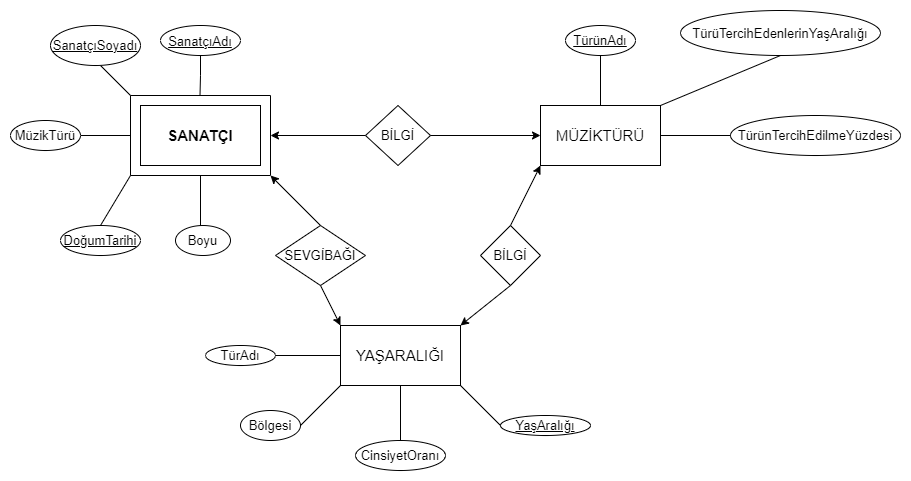 SanatçıSoyadı
SanatçıAdı
TürünAdı
TürüTercihEdenlerinYaşAralığı
MüzikTürü
SANATÇI
BİLGİ
MÜZİKTÜRÜ
TürünTercihEdilmeYüzdesi
DoğumTarihi
Boyu
SEVGİBAĞI
BİLGİ
TürAdı
YAŞARALIĞI
Bölgesi
CinsiyetOranı
YaşAralığı